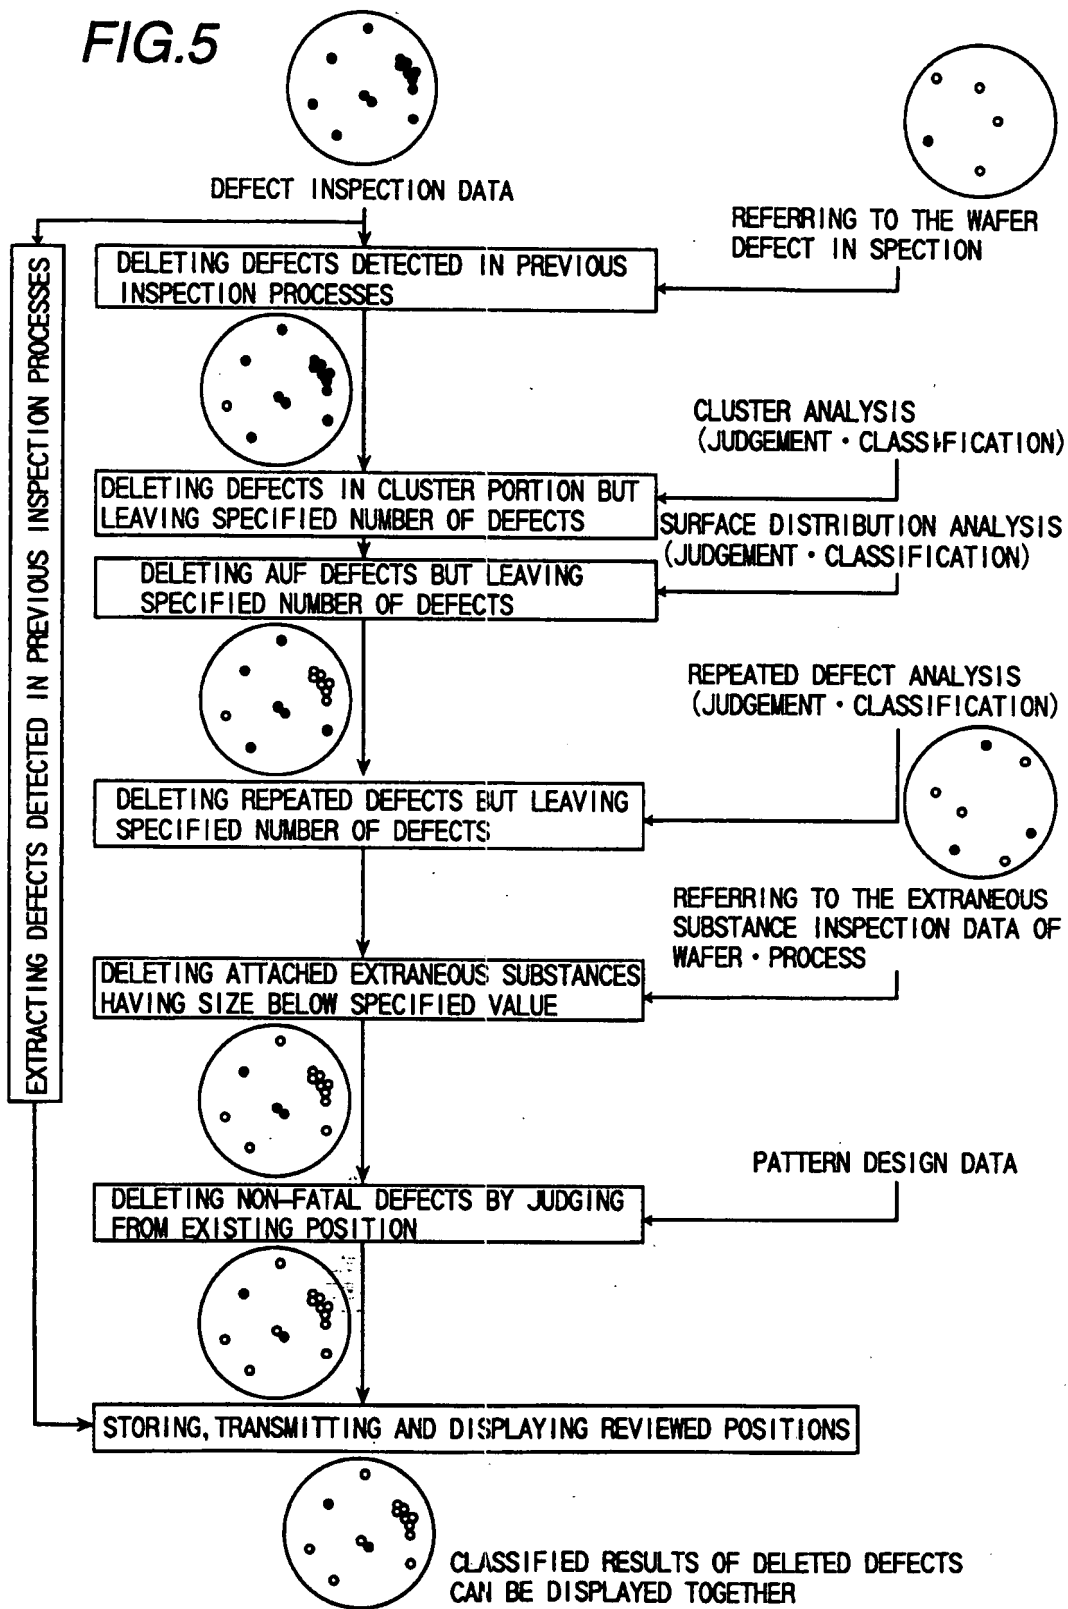 FIG.5
DEFECT INSPECTION DATA
REFERRING TO THE WAFER
DEFECT IN SPECTION
EXTRACTING DEFECTS DETECTED IN PREVIOUS INSPECTION PROCESSES
DELETING DEFECTS DETECTED IN PREVIOUS
INSPECTION PROCESSES
CLUSTER ANALYSIS
(JUDGEMENT・CLASSIFICATION)
DELETING DEFECTS IN CLUSTER PORTION BUT
LEAVING SPECIFIED NUMBER OF DEFECTS
SURFACE DISTRIBUTION ANALYSIS
(JUDGEMENT・CLASSIFICATION)
DELETING AUF DEFECTS BUT LEAVING
SPECIFIED NUMBER OF DEFECTS
REPEATED DEFECT ANALYSIS
(JUDGEMENT・CLASSIFICATION)
DELETING REPEATED DEFECTS BUT LEAVING
SPECIFIED NUMBER OF DEFECTS
REFERRING TO THE EXTRANEOUS
SUBSTANCE INSPECTION DATA OF
WAFER・PROCESS
DELETING ATTACHED EXTRANEOUS SUBSTANCES
HAVING SIZE BELOW SPECIFIED VALUE
PATTERN DESIGN DATA
DELETING NON-FATAL DEFECTS BY JUDGING
FROM EXISTING POSITION
STORING, TRANSMITTING AND DISPLAYING REVIEWED POSITIONS
CLASSIFIED RESULTS OF DELETED DEFECTS
CAN BE DISPLAYED TOGETHER